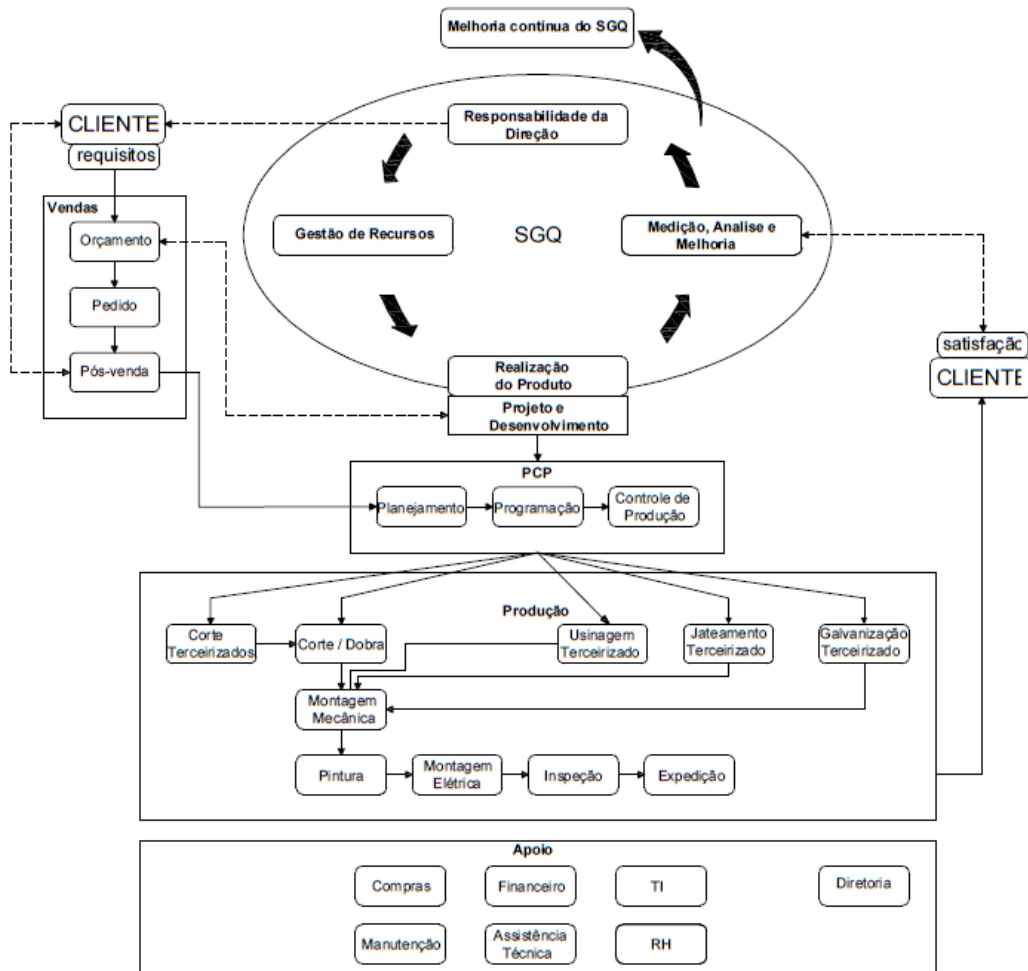 Melhoria contínua do SGQ
CLIENTE
requisitos
Responsabilidade da
Direção
Vendas
Orçamento
Gestão de Recursos
SGQ
Medição, Analise e
Melhoria
Pedido
Pós-venda
satisfação
CLIENTE
Realização
do Produto
Projeto e
Desenvolvimento
PCP
Planejamento
Programação
Controle de
Produção
Produção
Corte
Terceirizados
Corte / Dobra
Usinagem
Terceirizado
Jateamento
Terceirizado
Galvanização
Terceirizado
Montagem
Mecânica
Pintura
Montagem
Elétrica
Inspeção
Expedição
Apoio
Compras
Financeiro
TI
Diretoria
Manutenção
Assistência
Técnica
RH